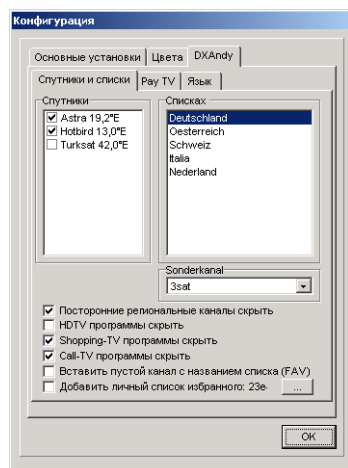 Конфигурация
Основные установки Цвета DXAndy
Спутники и списки Pay TV Язык
Спутники
Astra 19,2°E
Hotbird 13,0°E
Turksat 42,0°E
Списках
Deutschland
Oesterreich
Schweiz
Italia
Nederland
Sonderkanal
3sat
Посторонние региональные каналы скрыть
HDTV программы скрыть
Shopping-TV программы скрыть
Call-TV программы скрыть
Вставить пустой канал с названием списка (FAV)
Добавить личный список избранного: 23e- ...
OK